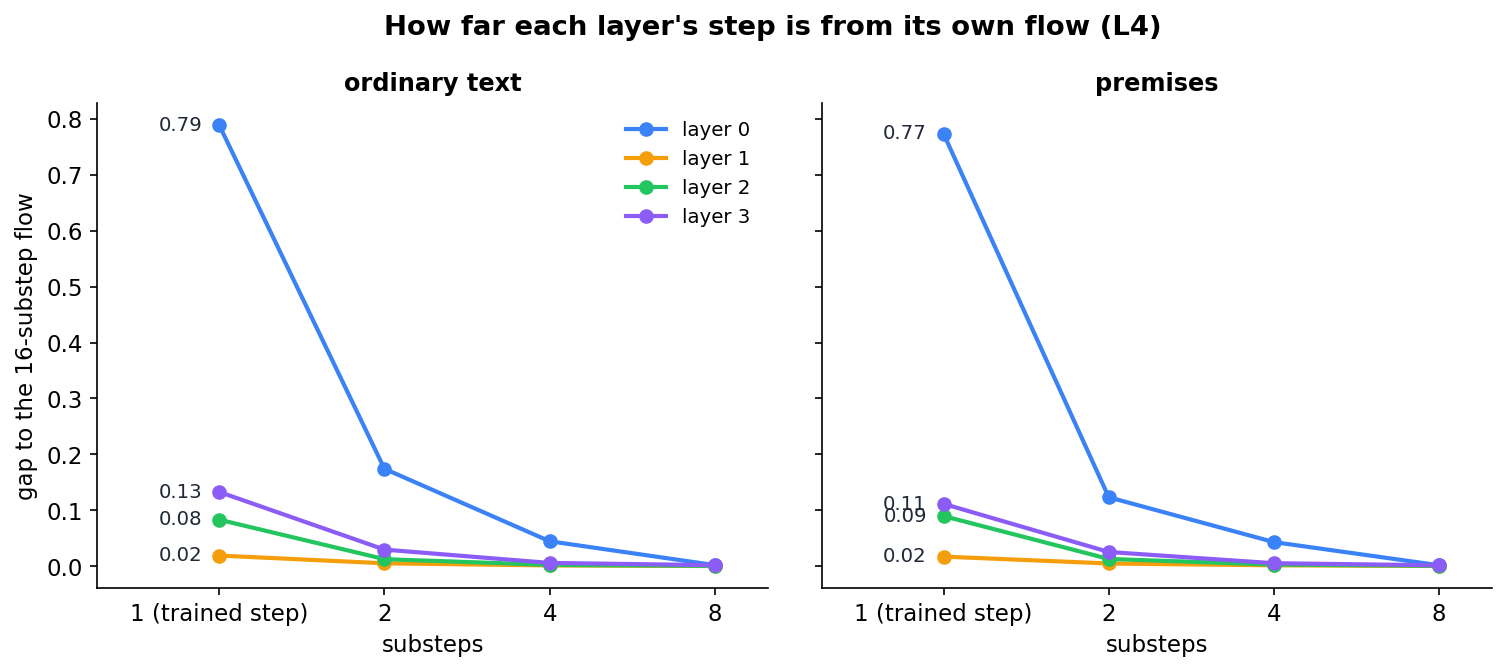 How far each layer's step is from its own flow (L4)
ordinary text
gap to the 16-substep flow
0.8
0.7
0.6
0.5
0.4
0.3
0.2
0.1
0.0
0.79
0.13
0.08
0.02
layer 0
layer 1
layer 2
layer 3
1 (trained step)
2
4
8
substeps
premises
0.77
0.11
0.09
0.02
1 (trained step)
2
4
8
substeps